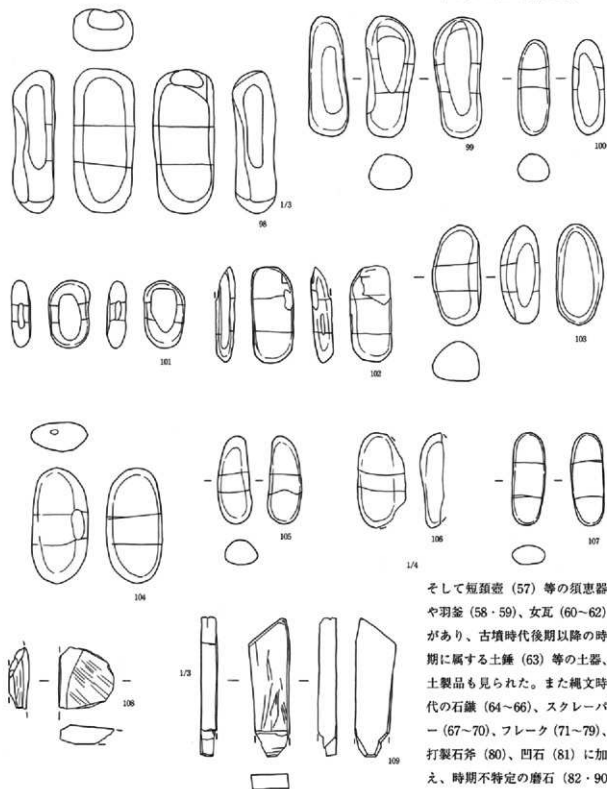 99
100
1/3
98
101
102
103
104
105
106
107
1/4
そして短頚壺（57）等の須恵器
や羽釜（58・59）、女瓦（60~62）
があり、古墳時代後期以降の時
期に属する土錘（63）等の土器、
土製品も見られた。また縄文時
代の石鏃（64~66）、スクレーパ
ー（67~70）、フレーク（71~79）、
打製石斧（80）、凹石（81）に加
え、時期不特定の磨石（82・90
1/3
108
109